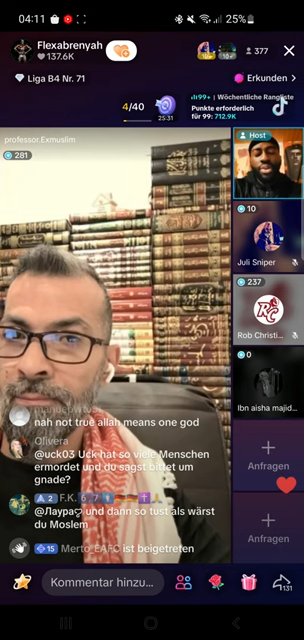 04:11
25%
Flexabrenyah
137.6K
377
Liga B4 Nr. 71
Erkunden >
4/40
25:31
99+ | Wöchentliche Rangliste
Punkte erforderlich
für 99: 712.9K
professor.Exmuslim
281
Host
10
Juli Sniper
237
Rob Christi...
0
Ibn aisha majid...
Anfragen
Anfragen
nah not true allah means one god
Olivera
@uck03 Uck hat so viele Menschen
ermordet und du sagst bittet um
gnade?
2 F.K. 6 7
@Лаура und dann so tust als wärst
du Moslem
15 Merto_EAFC ist beigetreten
Kommentar hinzu...
131